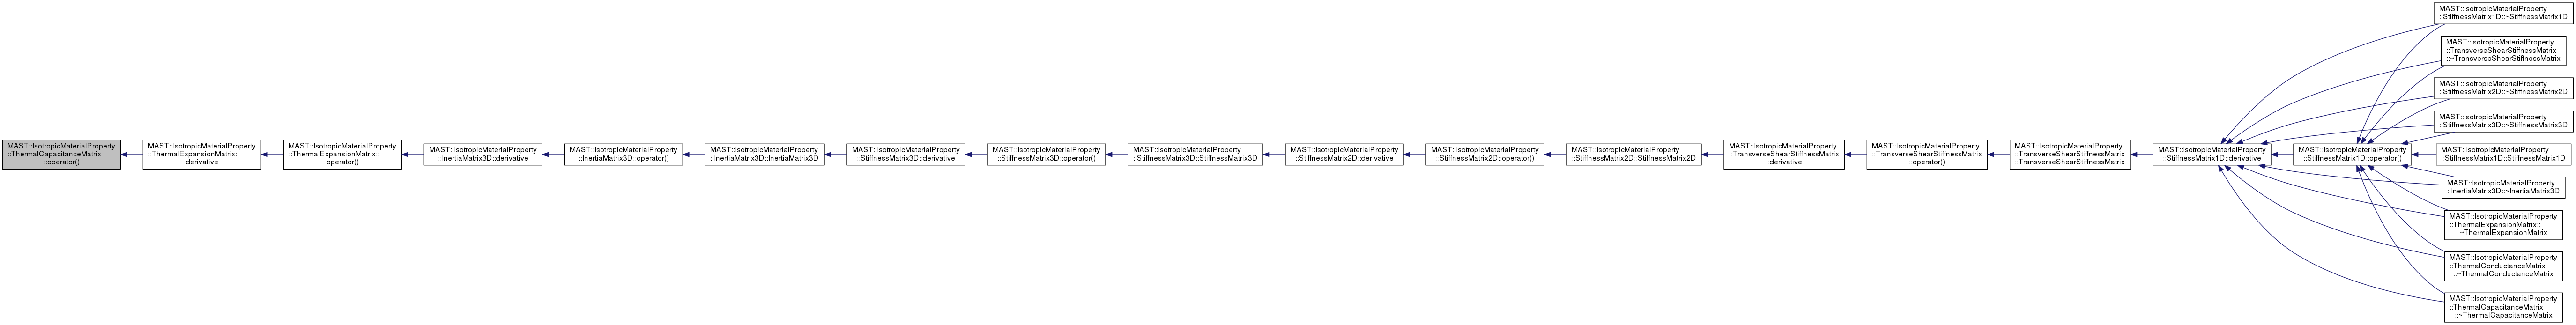 MAST::IsotropicMaterialProperty
::ThermalCapacitanceMatrix
::operator()
MAST::IsotropicMaterialProperty
::ThermalExpansionMatrix::
derivative
MAST::IsotropicMaterialProperty
::ThermalExpansionMatrix::
operator()
MAST::IsotropicMaterialProperty
::InertiaMatrix3D::derivative
MAST::IsotropicMaterialProperty
::InertiaMatrix3D::operator()
MAST::IsotropicMaterialProperty
::InertiaMatrix3D::InertiaMatrix3D
MAST::IsotropicMaterialProperty
::StiffnessMatrix3D::derivative
MAST::IsotropicMaterialProperty
::StiffnessMatrix3D::operator()
MAST::IsotropicMaterialProperty
::StiffnessMatrix3D::StiffnessMatrix3D
MAST::IsotropicMaterialProperty
::StiffnessMatrix2D::derivative
MAST::IsotropicMaterialProperty
::StiffnessMatrix2D::operator()
MAST::IsotropicMaterialProperty
::StiffnessMatrix2D::StiffnessMatrix2D
MAST::IsotropicMaterialProperty
::TransverseShearStiffnessMatrix
::derivative
MAST::IsotropicMaterialProperty
::TransverseShearStiffnessMatrix
::operator()
MAST::IsotropicMaterialProperty
::TransverseShearStiffnessMatrix
::TransverseShearStiffnessMatrix
MAST::IsotropicMaterialProperty
::StiffnessMatrix1D::derivative
MAST::IsotropicMaterialProperty
::StiffnessMatrix1D::operator()
MAST::IsotropicMaterialProperty
::StiffnessMatrix1D::~StiffnessMatrix1D
MAST::IsotropicMaterialProperty
::TransverseShearStiffnessMatrix
::~TransverseShearStiffnessMatrix
MAST::IsotropicMaterialProperty
::StiffnessMatrix2D::~StiffnessMatrix2D
MAST::IsotropicMaterialProperty
::StiffnessMatrix3D::~StiffnessMatrix3D
MAST::IsotropicMaterialProperty
::StiffnessMatrix1D::StiffnessMatrix1D
MAST::IsotropicMaterialProperty
::InertiaMatrix3D::~InertiaMatrix3D
MAST::IsotropicMaterialProperty
::ThermalExpansionMatrix::
~ThermalExpansionMatrix
MAST::IsotropicMaterialProperty
::ThermalConductanceMatrix
::~ThermalConductanceMatrix
MAST::IsotropicMaterialProperty
::ThermalCapacitanceMatrix
::~ThermalCapacitanceMatrix